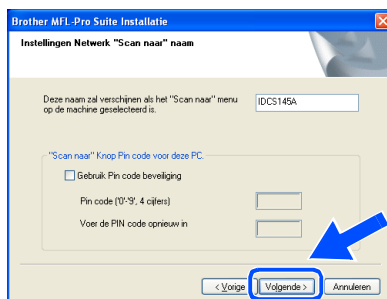 Brother MFL-Pro Suite Installatie
Instellingen Netwerk "Scan naar" naam
Deze naam zal verschijnen als het "Scan naar" menu
op de machine geselecteerd is.
IDCS145A
"Scan naar" Knop Pin code voor deze PC.
Gebruik Pin code beveiliging
Pin code ('0'-'9', 4 cijfers)
Voer de PIN code opnieuw in
< Vorige
Volgende >
Annuleren